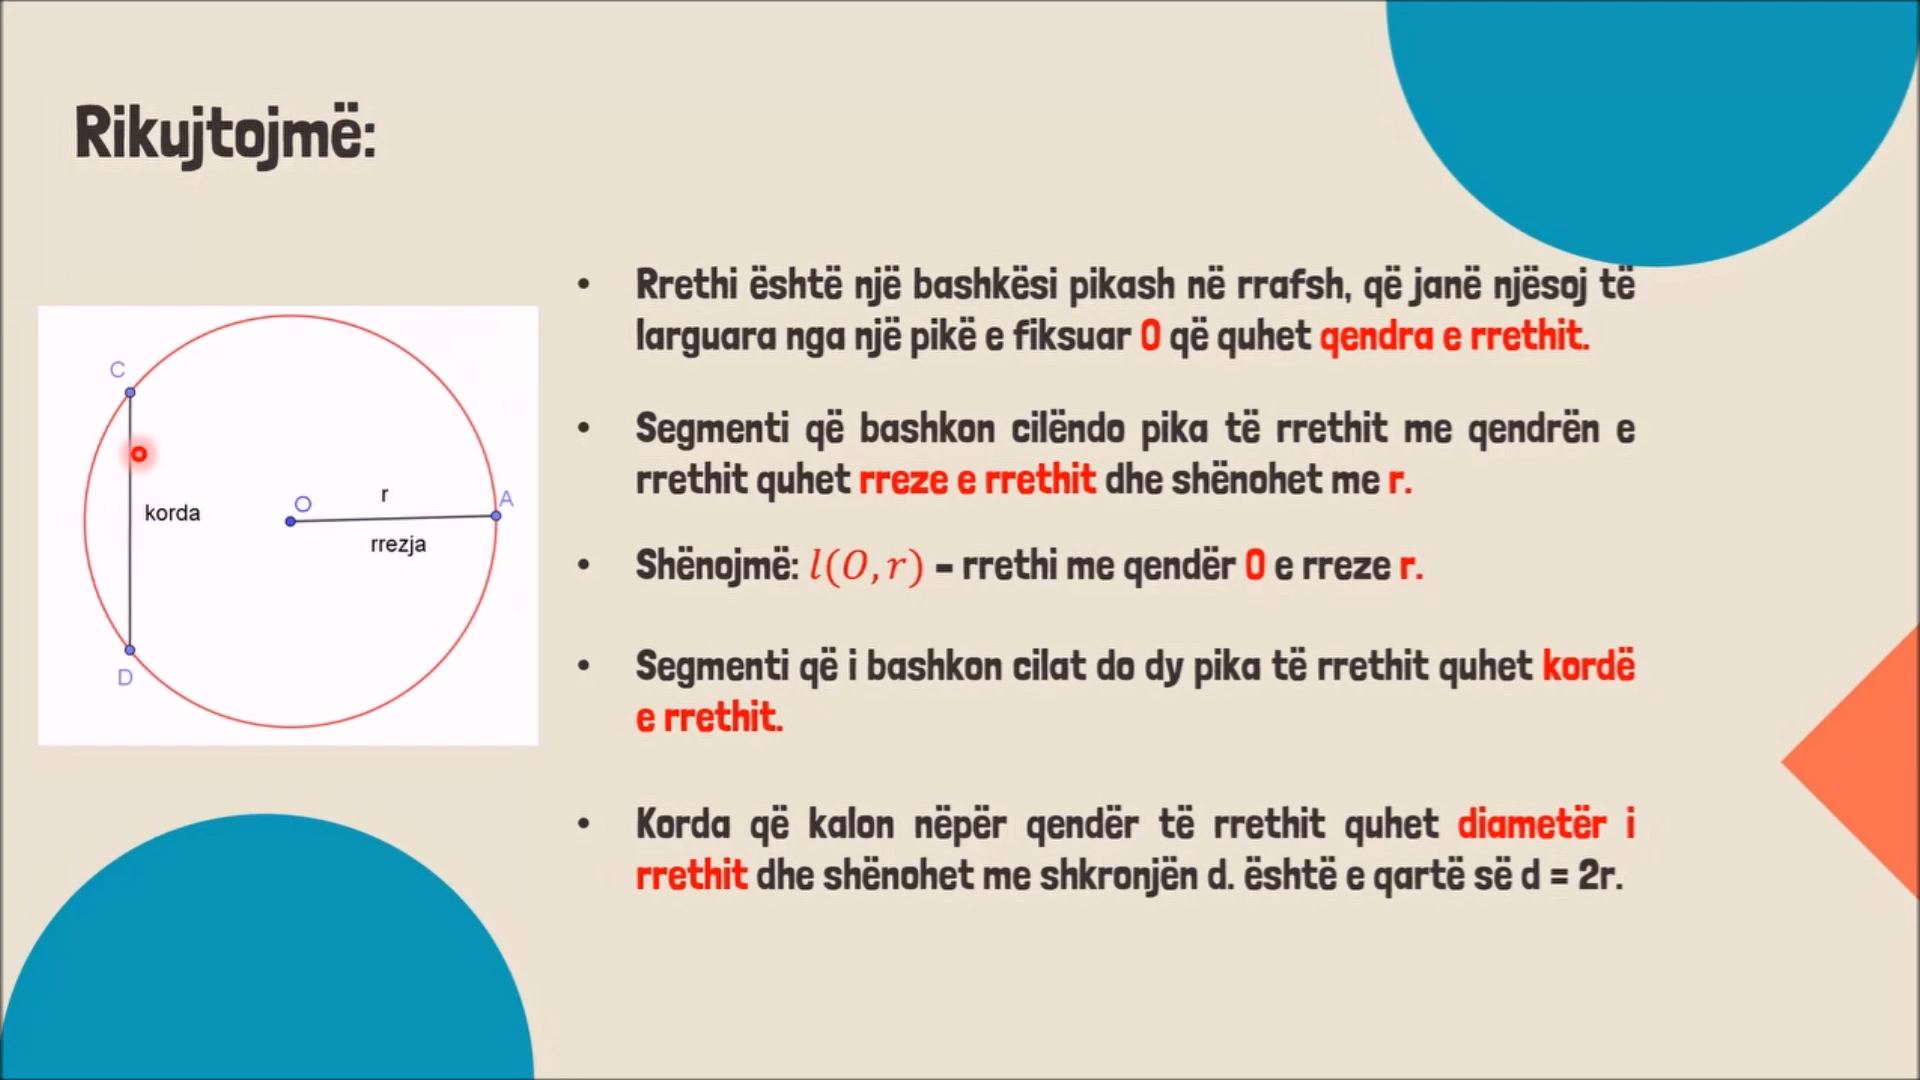 Rikujtojmë:
• Rrethi është një bashkësi pikash në rrafsh, që janë njësoj të
larguara nga një pikë e fiksuar O që quhet qendra e rrethit.
• Segmenti që bashkon cilëndo pika të rrethit me qendrën e
rrethit quhet rreze e rrethit dhe shënohet me r.
• Shënojmë: l(O,r) – rrethi me qendër O e rreze r.
• Segmenti që i bashkon cilat do dy pika të rrethit quhet kordë
e rrethit.
• Korda që kalon nëpër qendër të rrethit quhet diametër i
rrethit dhe shënohet me shkronjën d. është e qartë së d = 2r.
C
korda
D
O
r
A
rrezja